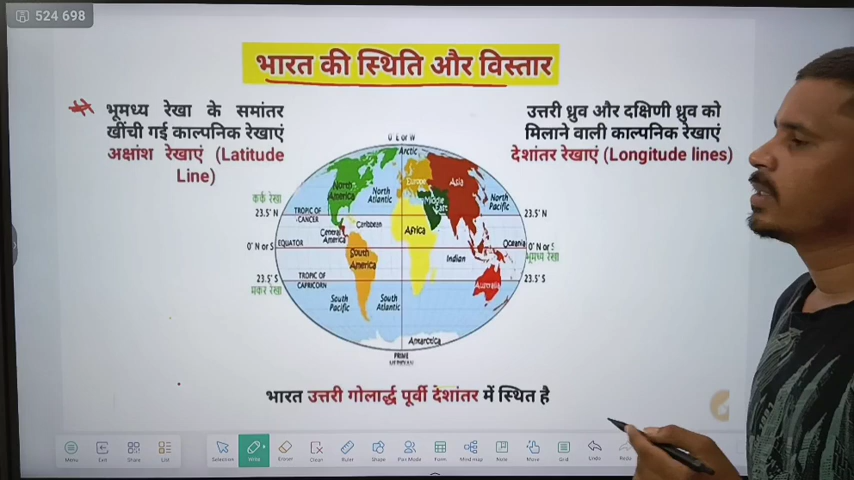 524 698
भारत की स्थिति और विस्तार
भूमध्य रेखा के समांतर
खींची गई काल्पनिक रेखाएं
अक्षांश रेखाएं (Latitude
Line)
उत्तरी ध्रुव और दक्षिणी ध्रुव को
मिलाने वाली काल्पनिक रेखाएं
देशांतर रेखाएं (Longitude lines)
0° E or W
Arctic
North
America
North
Atlantic
Europe
Asia
Middle
East
North
Pacific
कर्क रेखा
23.5° N
TROPIC OF
CANCER
23.5° N
Caribbean
Central
America
Africa
0° N or S
EQUATOR
Oceania
0° N or S
भूमध्य रेखा
South
America
Indian
23.5° S
TROPIC OF
CAPRICORN
23.5° S
मकर रेखा
Australia
South
Pacific
South
Atlantic
Antarctica
PRIME
MERIDIAN
भारत उत्तरी गोलार्द्ध पूर्वी देशांतर में स्थित है
Menu Exit Share List Selection Write Eraser Clean Ruler Shape Pen Mode Form Mind map Note Move Grid Undo Redo